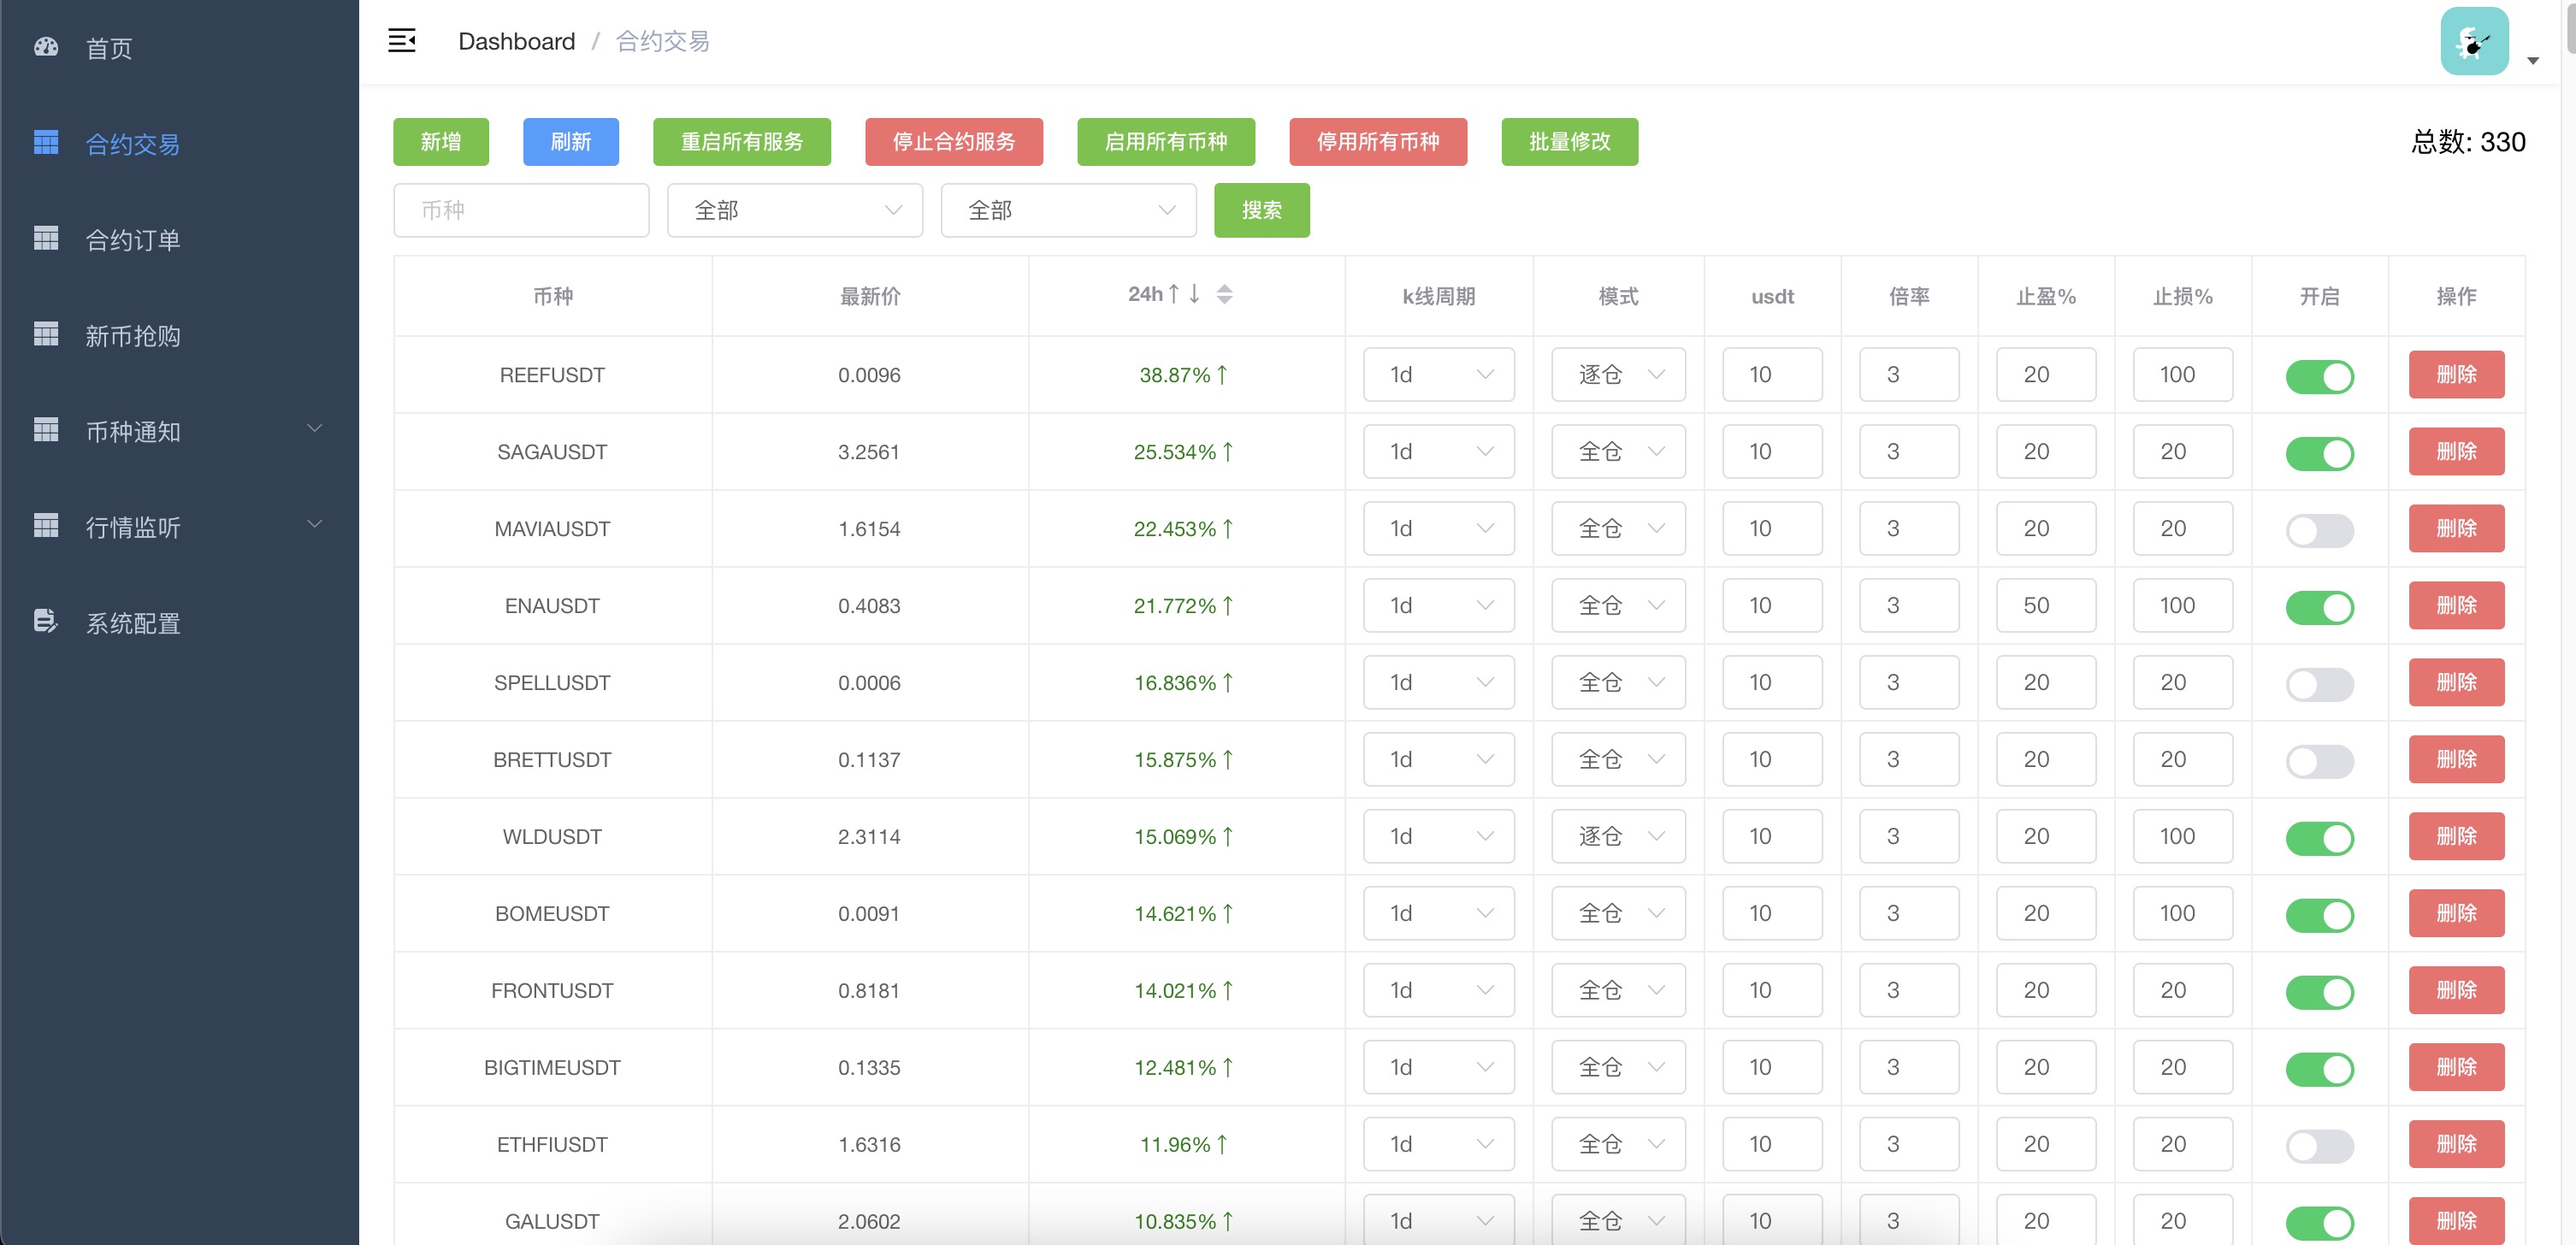 首页
合约交易
合约订单
新币抢购
币种通知
行情监听
系统配置
Dashboard / 合约交易
新增 刷新 重启所有服务 停止合约服务 启用所有币种 停用所有币种 批量修改 总数: 330
币种 全部 全部 搜索
币种 最新价 24h↑↓ k线周期 模式 usdt 倍率 止盈% 止损% 开启 操作
REEFUSDT 0.0096 38.87%↑ 1d 逐仓 10 3 20 100 删除
SAGAUSDT 3.2561 25.534%↑ 1d 全仓 10 3 20 20 删除
MAVIAUSDT 1.6154 22.453%↑ 1d 全仓 10 3 20 20 删除
ENAUSDT 0.4083 21.772%↑ 1d 全仓 10 3 50 100 删除
SPELLUSDT 0.0006 16.836%↑ 1d 全仓 10 3 20 20 删除
BRETTUSDT 0.1137 15.875%↑ 1d 全仓 10 3 20 20 删除
WLDUSDT 2.3114 15.069%↑ 1d 逐仓 10 3 20 100 删除
BOMEUSDT 0.0091 14.621%↑ 1d 全仓 10 3 20 100 删除
FRONTUSDT 0.8181 14.021%↑ 1d 全仓 10 3 20 20 删除
BIGTIMEUSDT 0.1335 12.481%↑ 1d 全仓 10 3 20 20 删除
ETHFIUSDT 1.6316 11.96%↑ 1d 全仓 10 3 20 20 删除
GALUSDT 2.0602 10.835%↑ 1d 全仓 10 3 20 20 删除